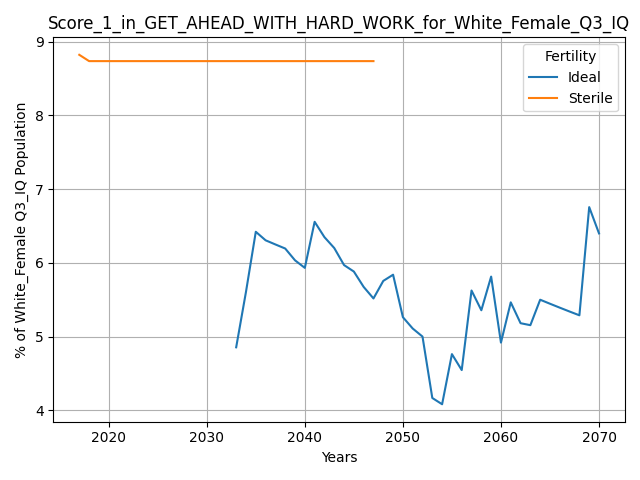 Score_1_in_GET_AHEAD_WITH_HARD_WORK_for_White_Female_Q3_IQ
% of White_Female Q3_IQ Population
9
8
7
6
5
4
Fertility
Ideal
Sterile
2020 2030 2040 2050 2060 2070
Years